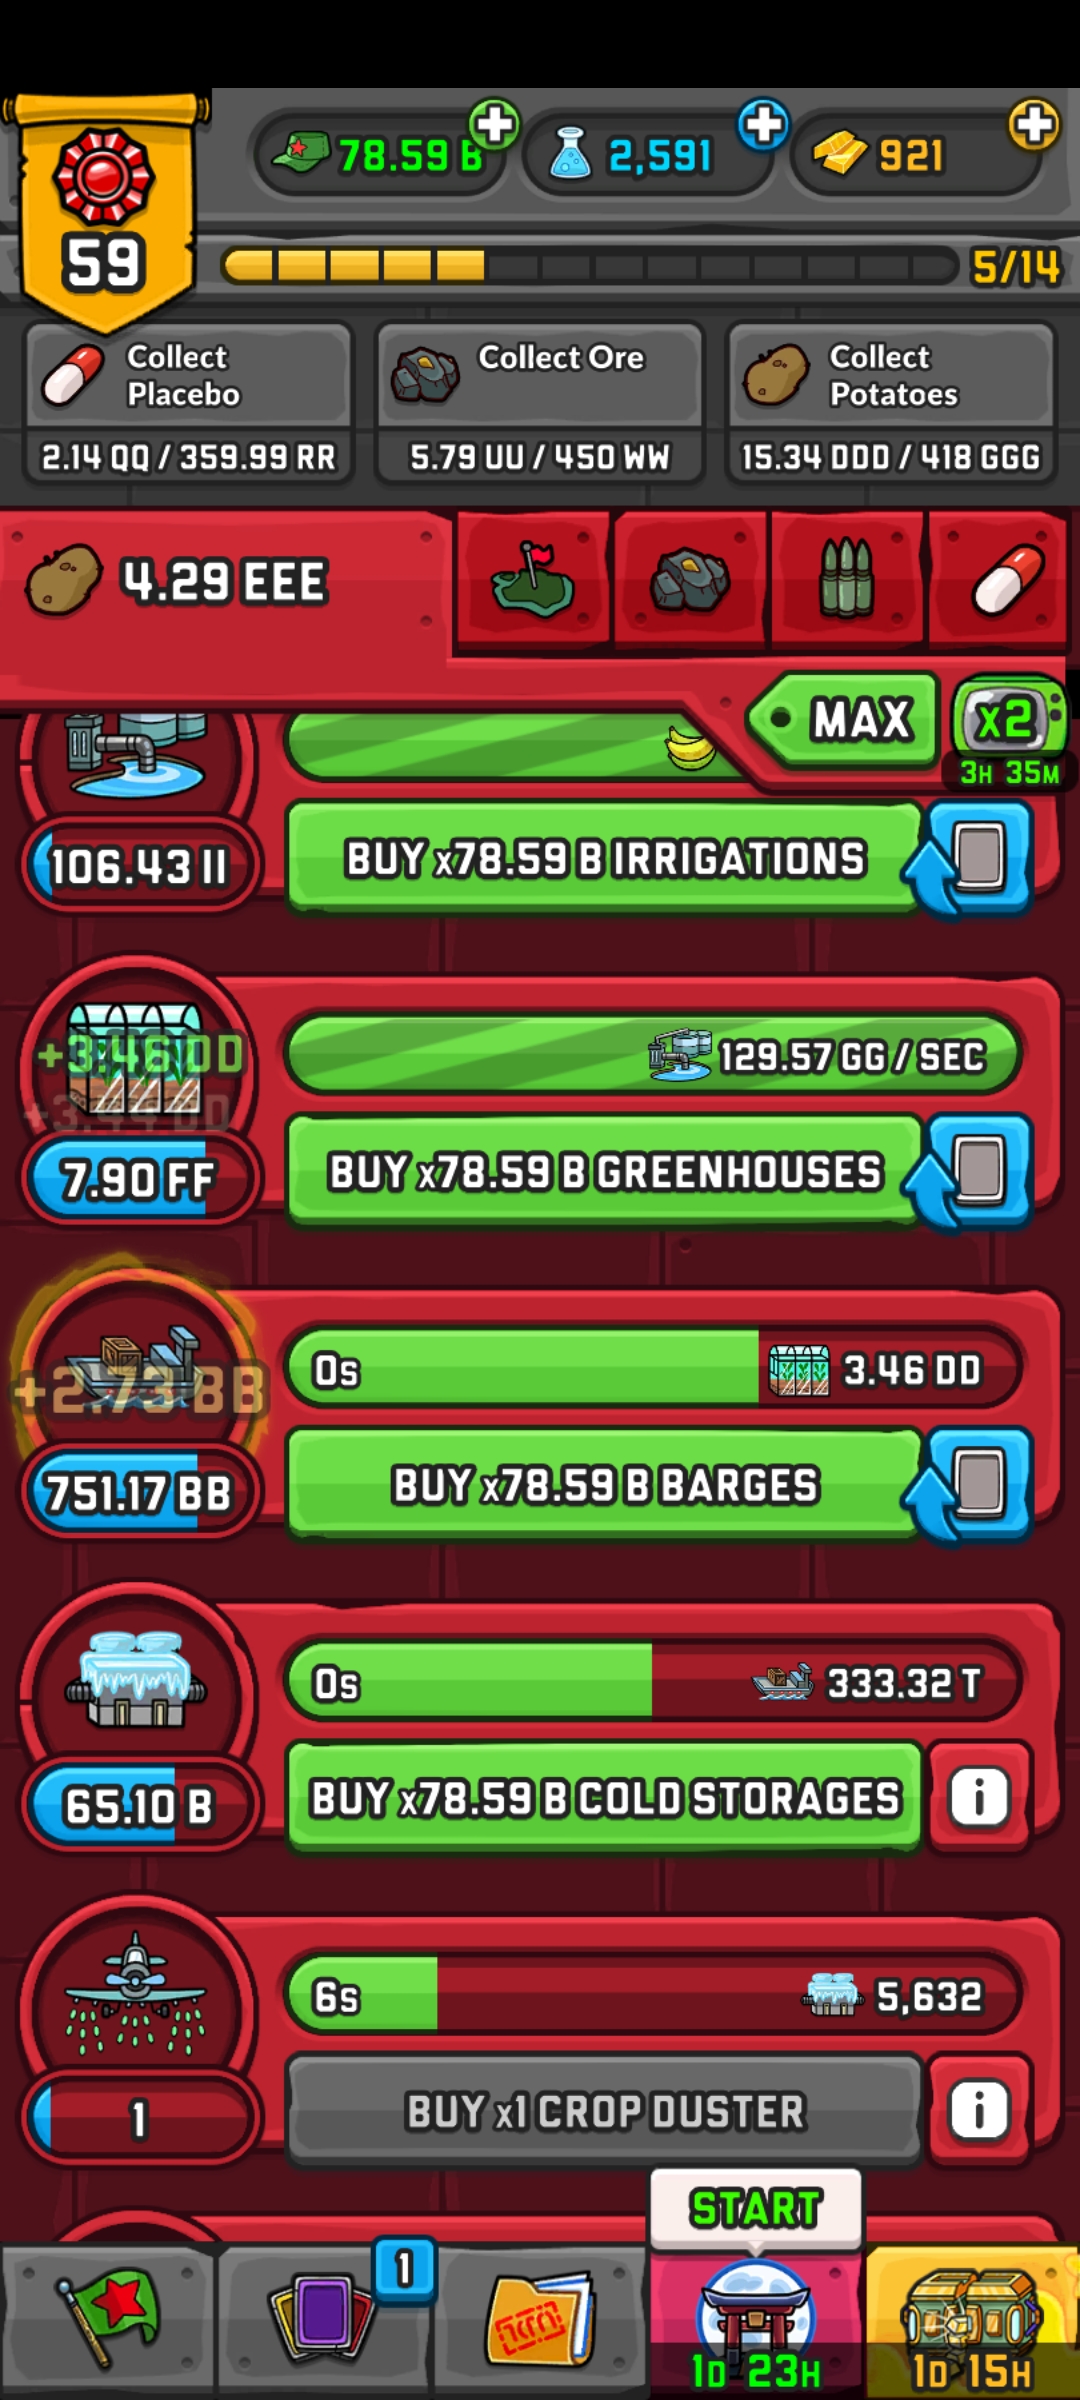 78.59 B
2,591
921
59
5/14
Collect
Placebo
2.14 QQ / 359.99 RR
Collect Ore
5.79 UU / 450 WW
Collect
Potatoes
15.34 DDD / 418 GGG
4.29 EEE
MAX
x2
3H 35M
106.43 II
BUY x78.59 B IRRIGATIONS
+3.46 DD
+3.44 DD
129.57 GG / SEC
7.90 FF
BUY x78.59 B GREENHOUSES
+2.73 BB
0s
3.46 DD
751.17 BB
BUY x78.59 B BARGES
0s
333.32 T
65.10 B
BUY x78.59 B COLD STORAGES
i
6s
5,632
1
BUY x1 CROP DUSTER
i
START
1
1D 23H
1D 15H